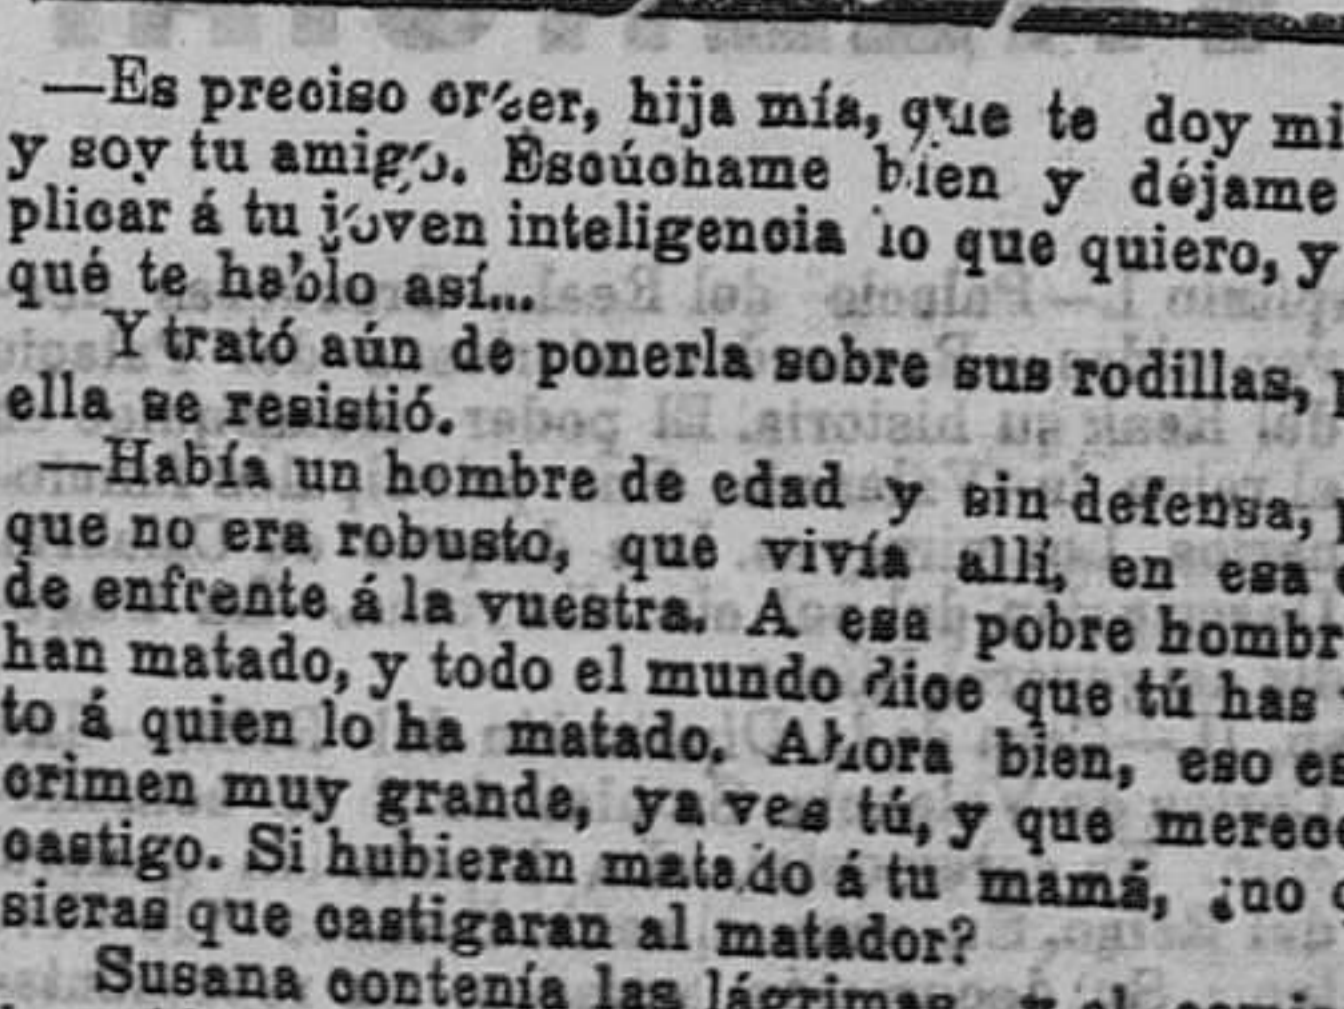 —Es preciso creer, hija mía, que te doy mi
y soy tu amigo. Escúchame bien y déjame
plicar á tu joven inteligencia lo que quiero, y
qué te hablo así...
Y trató aún de ponerla sobre sus rodillas,
ella se resistió.
—Había un hombre de edad y sin defensa,
que no era robusto, que vivía allí, en esa
de enfrente á la vuestra. A ese pobre hombr
han matado, y todo el mundo dice que tú has
to á quien lo ha matado. Ahora bien, eso es
crimen muy grande, ya ves tú, y que merec
castigo. Si hubieran matado á tu mamá, ¿no
sieras que castigaran al matador?
Susana contenía las lágrimas, y el